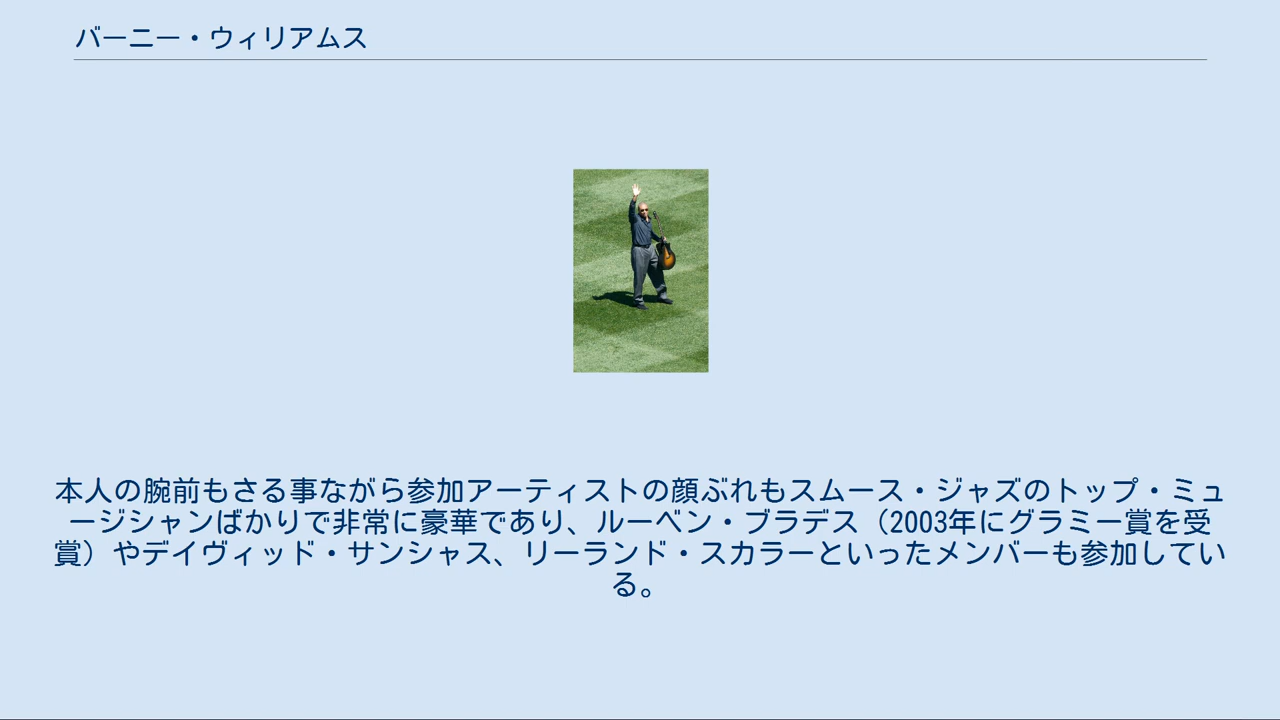 バーニー・ウィリアムス
本人の腕前もさる事ながら参加アーティストの顔ぶれもスムース・ジャズのトップ・ミュ
ージシャンばかりで非常に豪華であり、ルーベン・ブラデス（2003年にグラミー賞を受
賞）やデイヴィッド・サンシャス、リーランド・スカラーといったメンバーも参加してい
る。